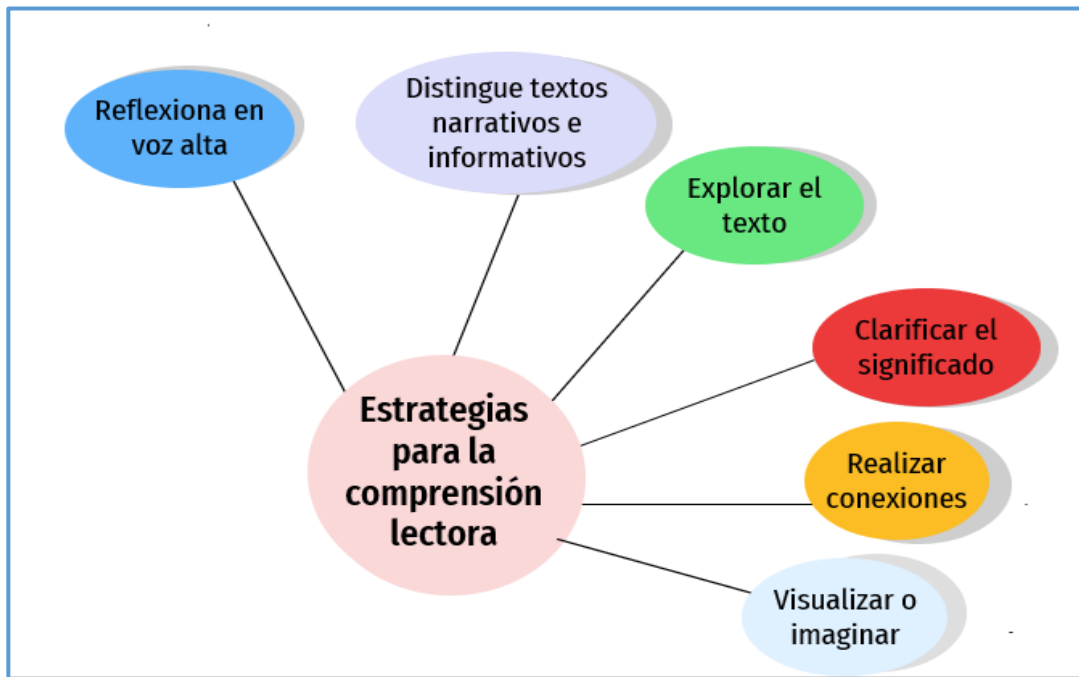 Reflexiona en
voz alta
Distingue textos
narrativos e
informativos
Explorar el
texto
Clarificar el
significado
Realizar
conexiones
Visualizar o
imaginar
Estrategias
para la
comprensión
lectora